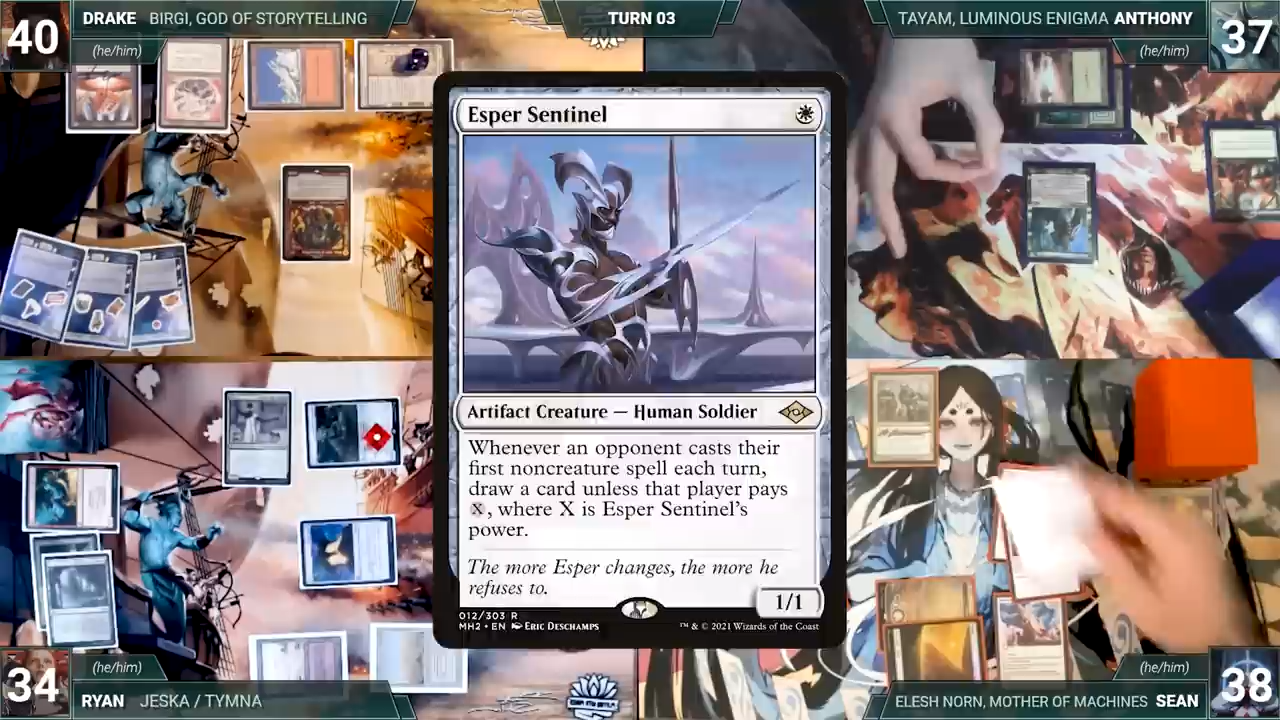 40
DRAKE BIRGI, GOD OF STORYTELLING
(he/him)
TURN 03
TAYAM, LUMINOUS ENIGMA ANTHONY
(he/him)
37
Esper Sentinel
Artifact Creature — Human Soldier
Whenever an opponent casts their
first noncreature spell each turn,
draw a card unless that player pays
X, where X is Esper Sentinel's
power.
The more Esper changes, the more he
refuses to.
1/1
012/303 R
MH2 • EN ERIC DESCHAMPS
™ & © 2021 Wizards of the Coast
34
(he/him)
RYAN JESKA / TYMNA
(he/him)
ELESH NORN, MOTHER OF MACHINES SEAN
38